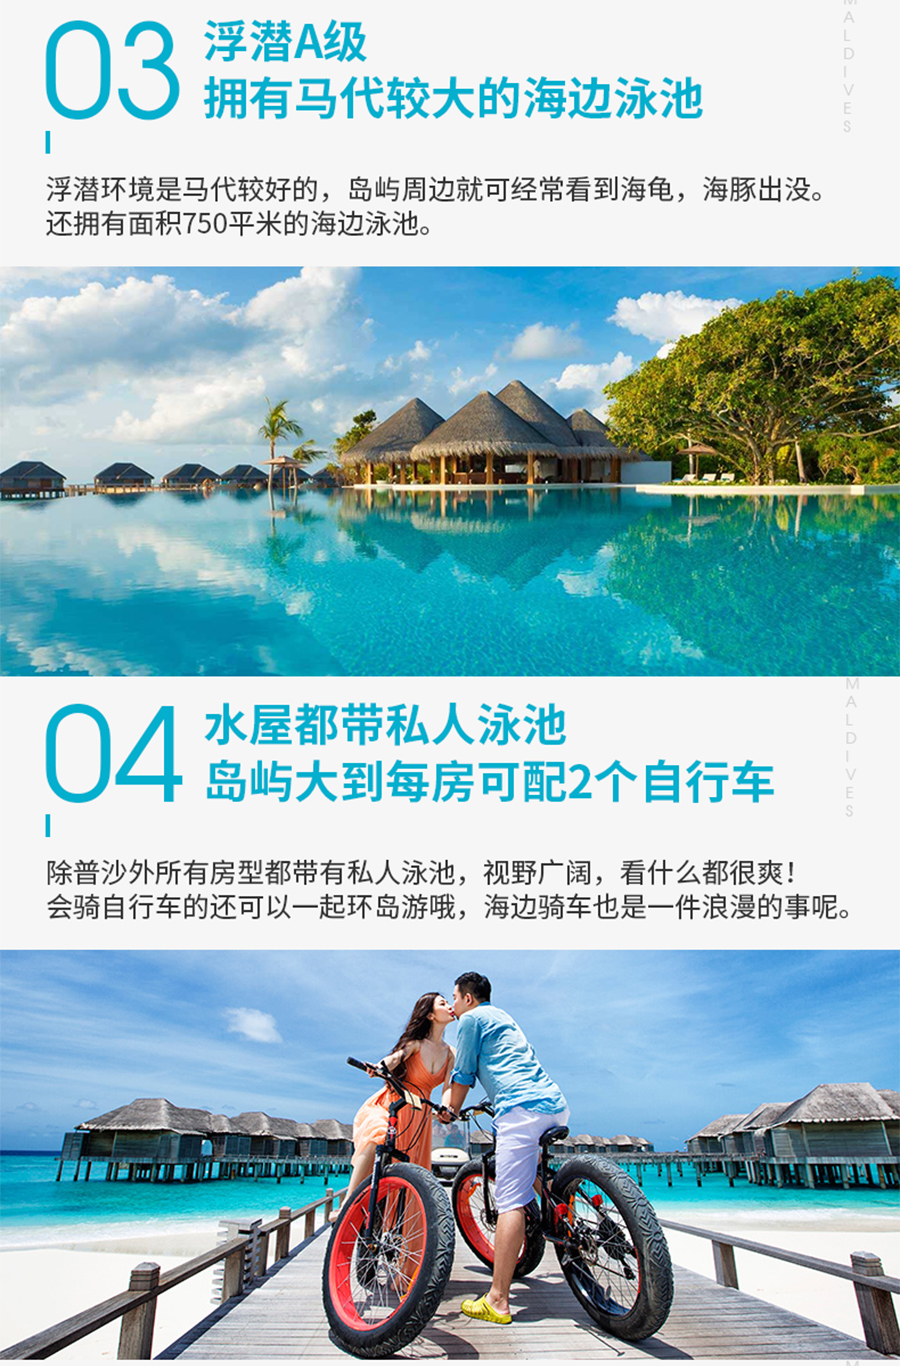 MALDIVES
03
浮潜A级
拥有马代较大的海边泳池
浮潜环境是马代较好的，岛屿周边就可经常看到海龟，海豚出没。
还拥有面积750平米的海边泳池。
MALDIVES
04
水屋都带私人泳池
岛屿大到每房可配2个自行车
除普沙外所有房型都带有私人泳池，视野广阔，看什么都很爽！
会骑自行车的还可以一起环岛游哦，海边骑车也是一件浪漫的事呢。